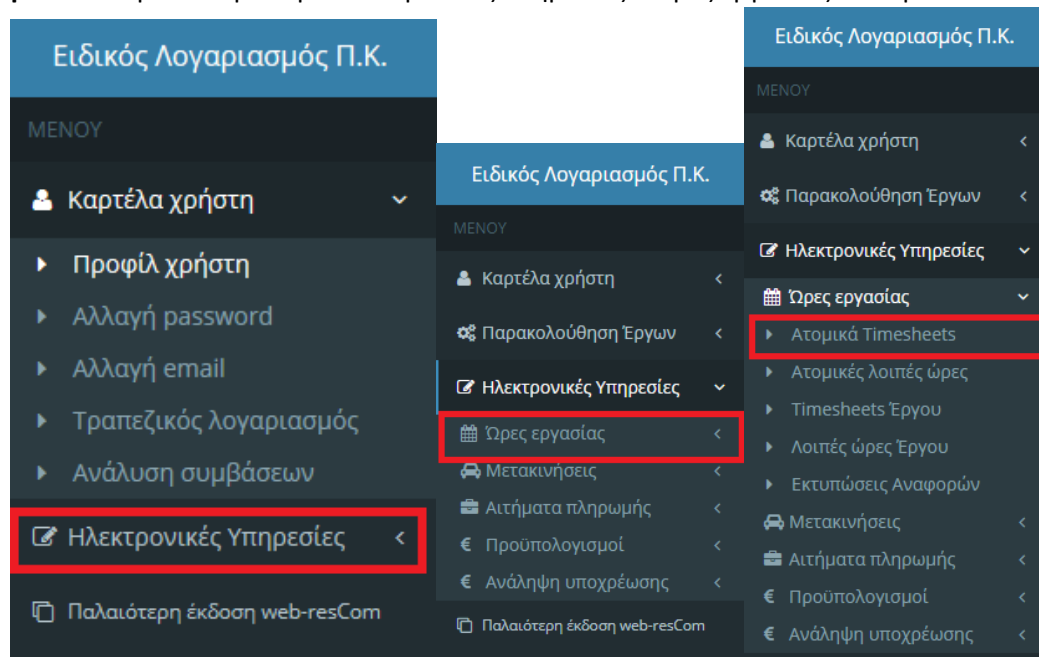 Ειδικός Λογαριασμός Π.Κ.
ΜΕΝΟΥ
Καρτέλα χρήστη
Προφίλ χρήστη
Αλλαγή password
Αλλαγή email
Τραπεζικός λογαριασμός
Ανάλυση συμβάσεων
Ηλεκτρονικές Υπηρεσίες
Παλαιότερη έκδοση web-resCom
Ειδικός Λογαριασμός Π.Κ.
ΜΕΝΟΥ
Καρτέλα χρήστη
Παρακολούθηση Έργων
Ηλεκτρονικές Υπηρεσίες
Ώρες εργασίας
Μετακινήσεις
Αιτήματα πληρωμής
€ Προϋπολογισμοί
€ Ανάληψη υποχρέωσης
Παλαιότερη έκδοση web-resCom
Ειδικός Λογαριασμός Π.Κ.
ΜΕΝΟΥ
Καρτέλα χρήστη
Παρακολούθηση Έργων
Ηλεκτρονικές Υπηρεσίες
Ώρες εργασίας
Ατομικά Timesheets
Ατομικές λοιπές ώρες
Timesheets Έργου
Λοιπές ώρες Έργου
Εκτυπώσεις Αναφορών
Μετακινήσεις
Αιτήματα πληρωμής
€ Προϋπολογισμοί
€ Ανάληψη υποχρέωσης